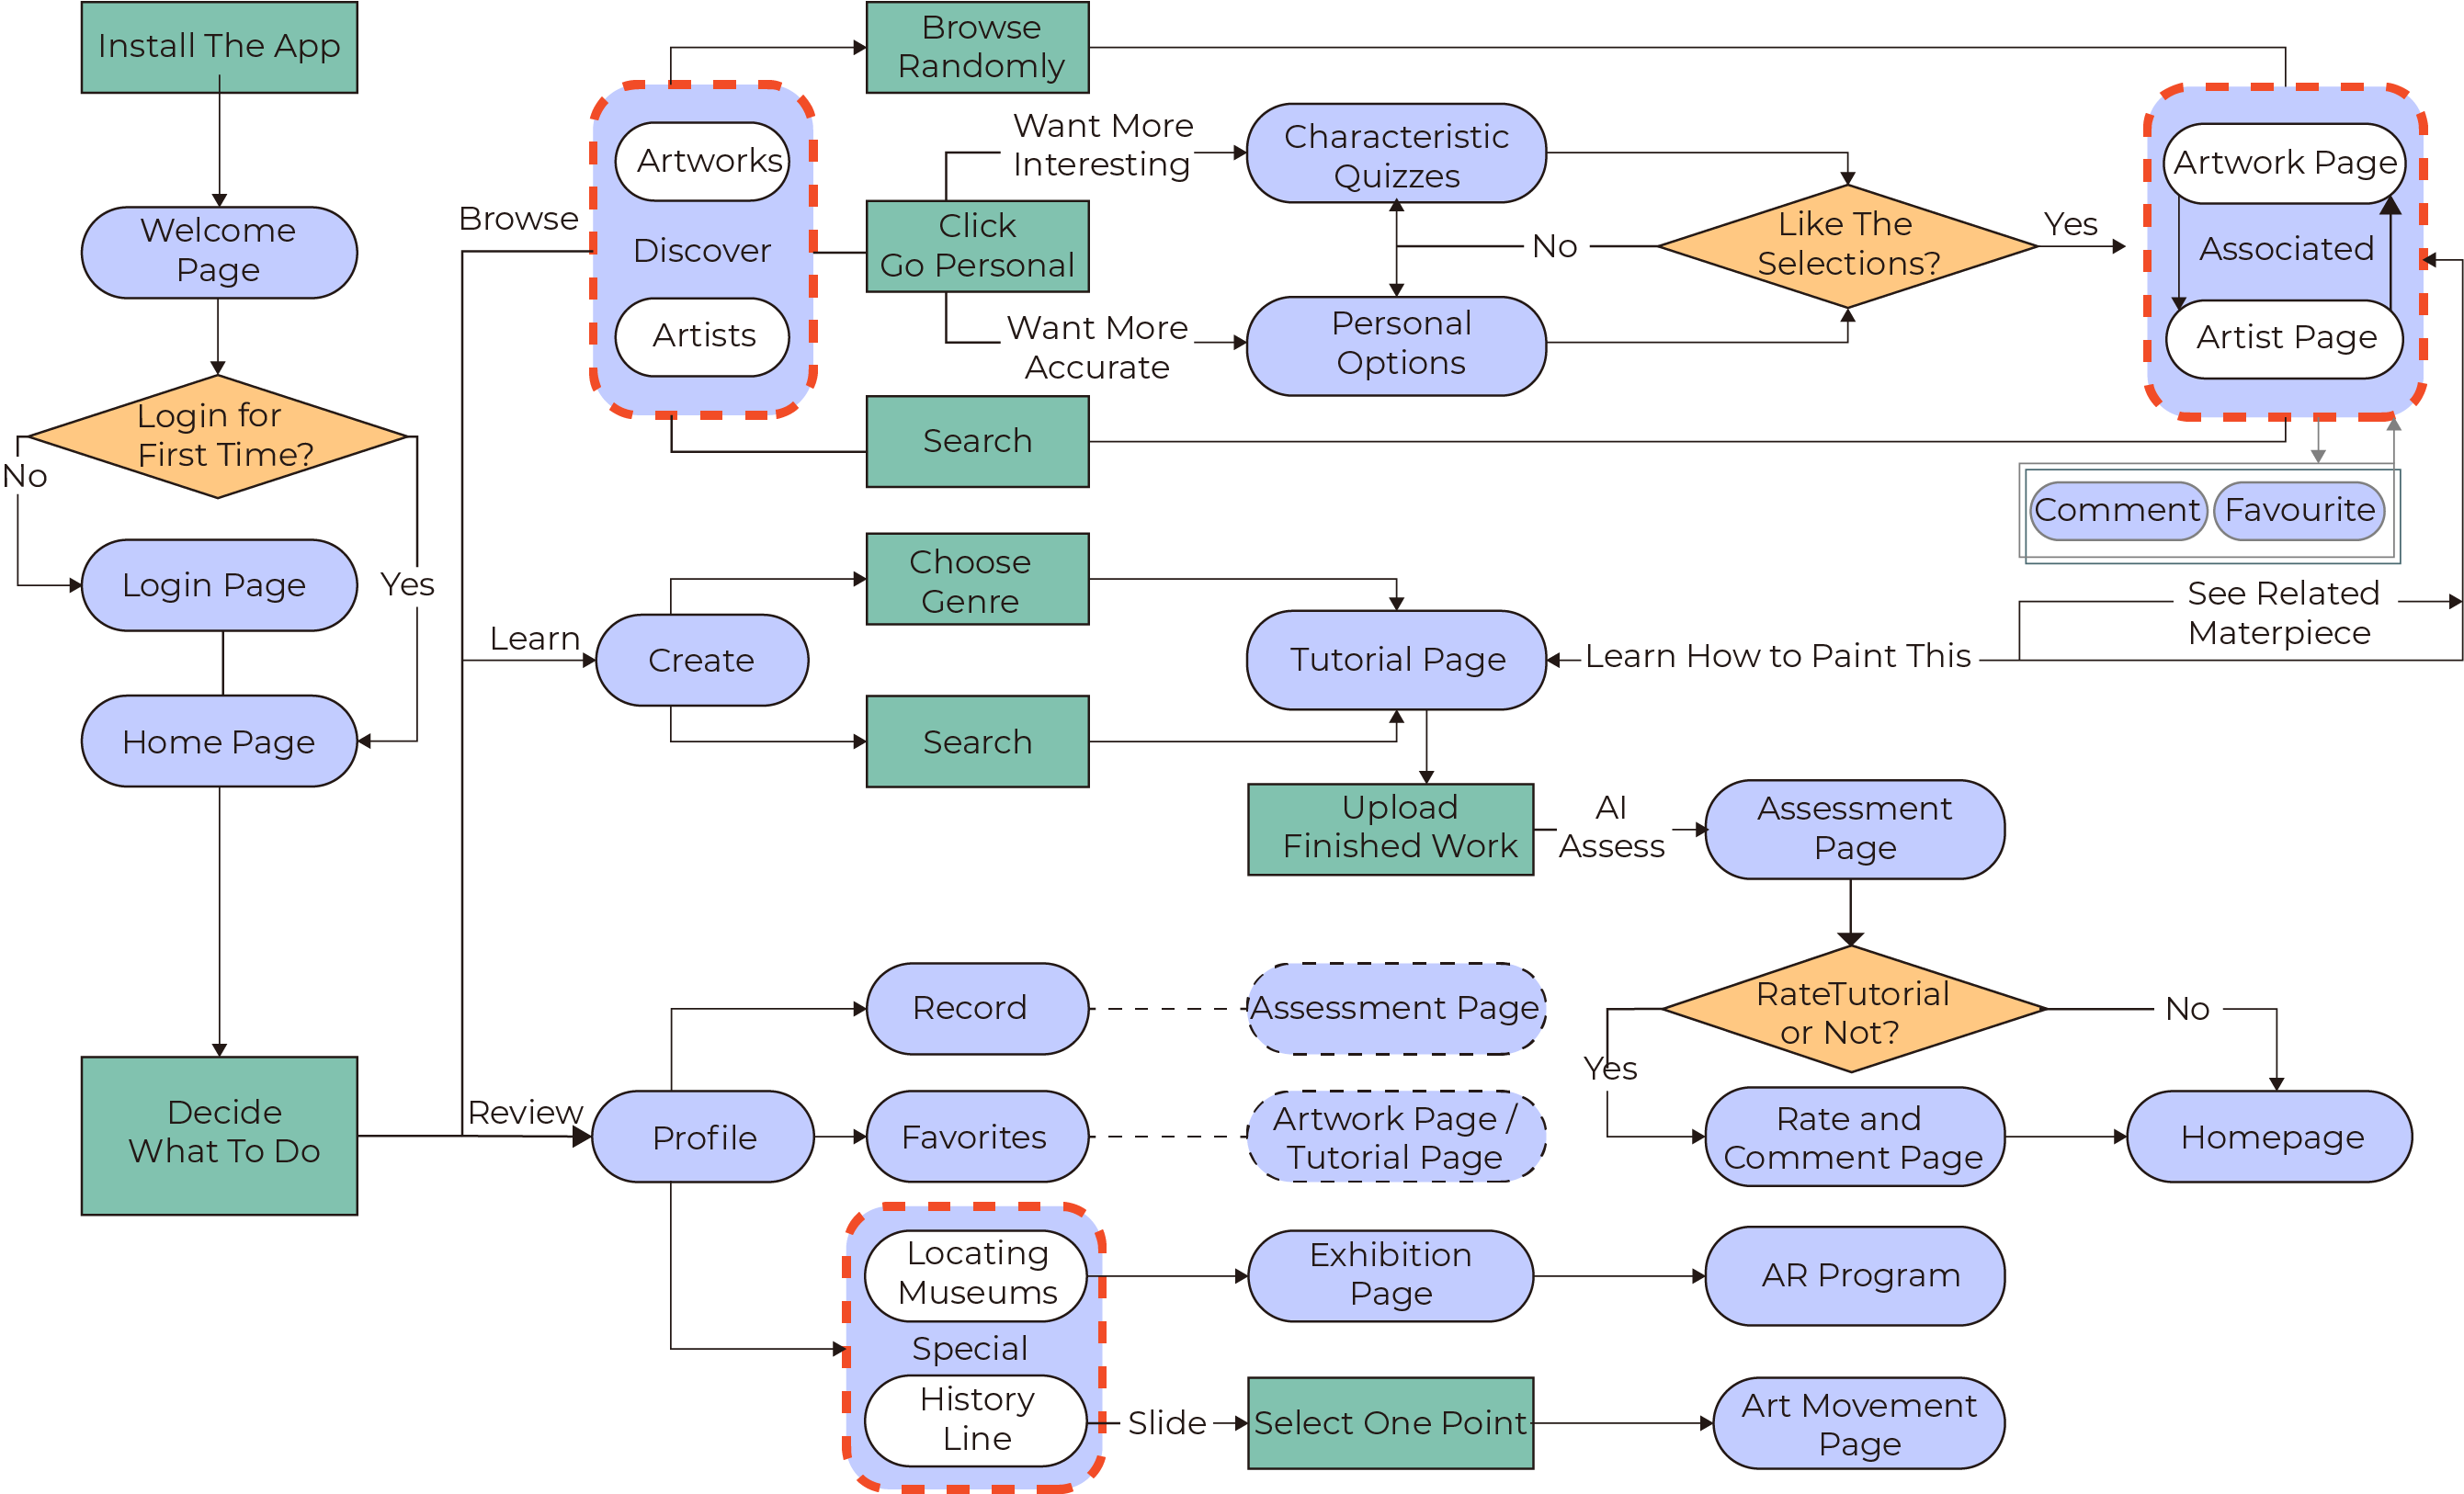 Install The App
Welcome
Page
Login for
First Time?
No
Yes
Login Page
Home Page
Decide
What To Do
Browse
Learn
Review
Artworks
Discover
Artists
Browse
Randomly
Click
Go Personal
Search
Want More
Interesting
Want More
Accurate
Characteristic
Quizzes
Personal
Options
No
Like The
Selections?
Yes
Artwork Page
Associated
Artist Page
Comment
Favourite
See Related
Materpiece
Create
Choose
Genre
Search
Tutorial Page
Learn How to Paint This
Upload
Finished Work
AI
Assess
Assessment
Page
RateTutorial
or Not?
Yes
No
Rate and
Comment Page
Homepage
Profile
Record
Assessment Page
Favorites
Artwork Page /
Tutorial Page
Locating
Museums
Special
History
Line
Exhibition
Page
AR Program
Slide
Select One Point
Art Movement
Page